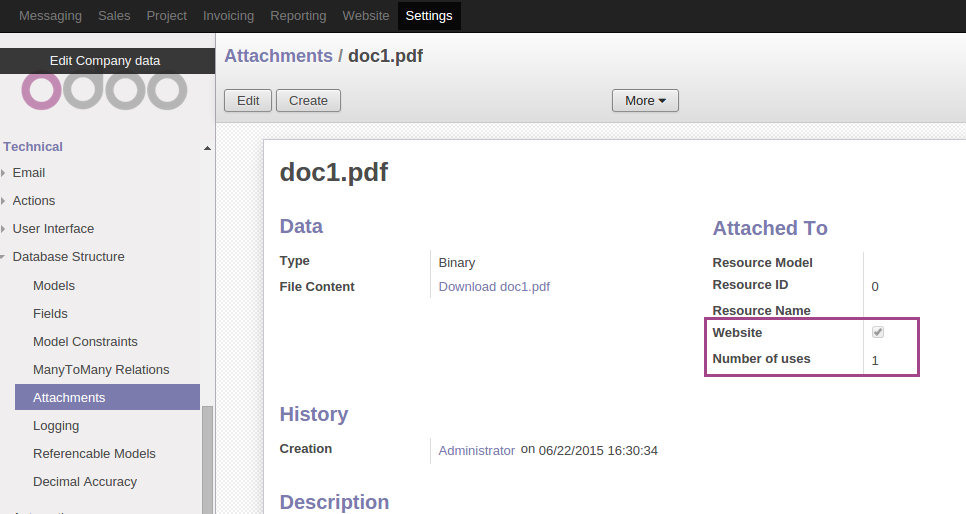 Messaging Sales Project Invoicing Reporting Website Settings
Edit Company data
odoo
Technical
Email
Actions
User Interface
Database Structure
Models
Fields
Model Constraints
ManyToMany Relations
Attachments
Logging
Referencable Models
Decimal Accuracy
Attachments / doc1.pdf
Edit Create More
doc1.pdf
Data
Type Binary
File Content Download doc1.pdf
Attached To
Resource Model
Resource ID 0
Resource Name
Website
Number of uses 1
History
Creation Administrator on 06/22/2015 16:30:34
Description